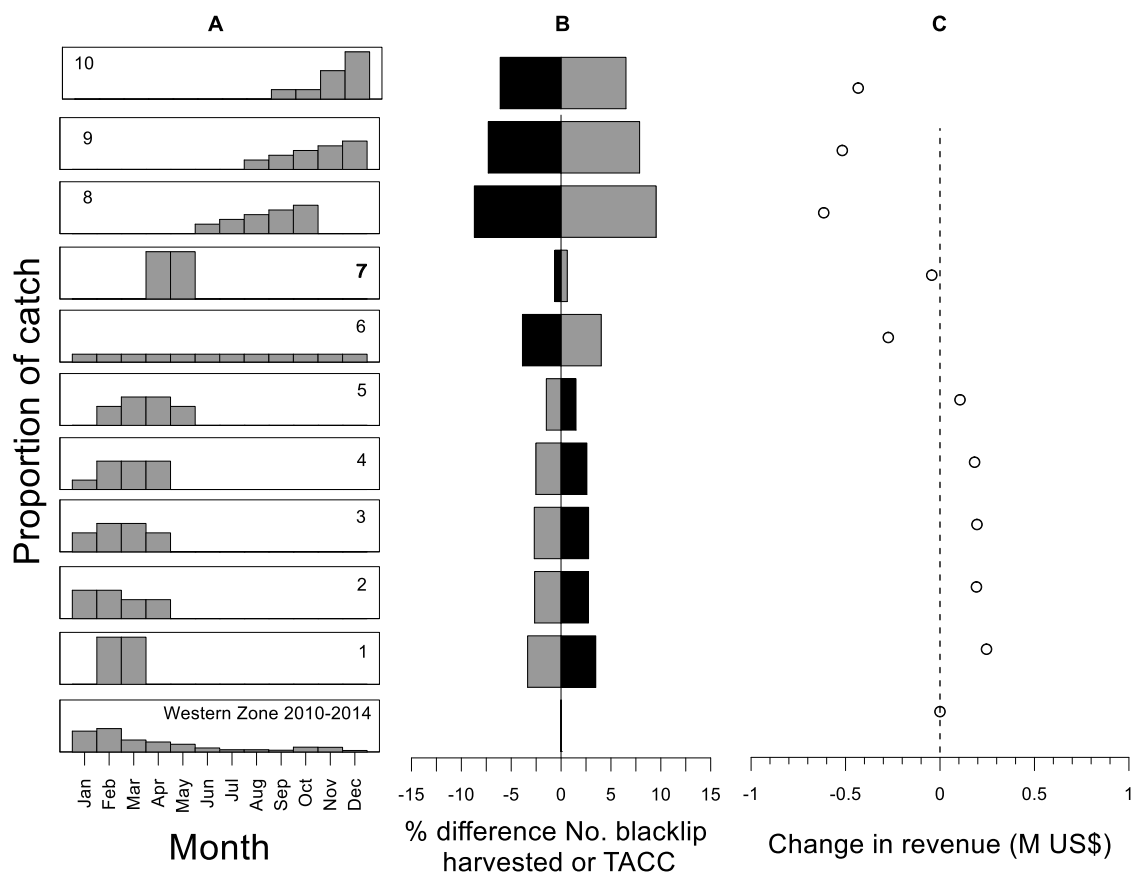 A
B
C
Proportion of catch
10
9
8
7
6
5
4
3
2
1
Western Zone 2010-2014
Jan Feb Mar Apr May Jun Jul Aug Sep Oct Nov Dec
Month
-15 -10 -5 0 5 10 15
% difference No. blacklip
harvested or TACC
-1 -0.5 0 0.5 1
Change in revenue (M US$)